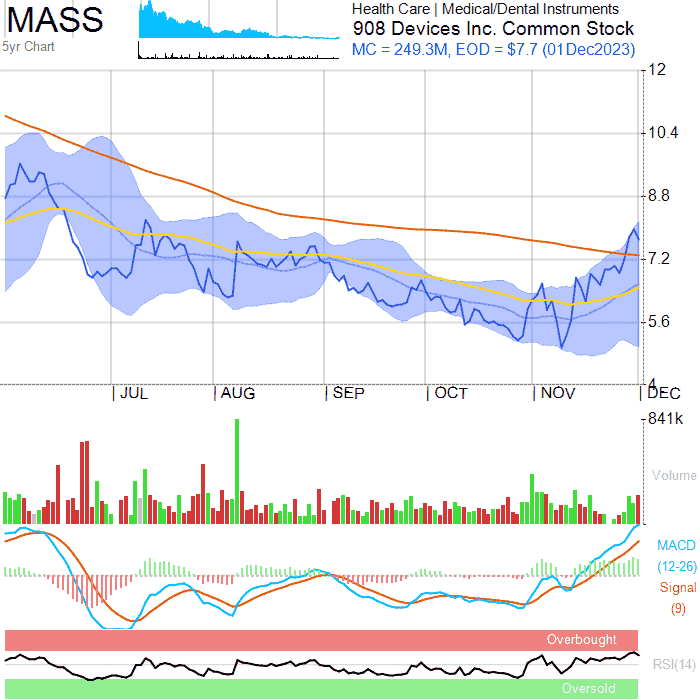 MASS
5yr Chart
Health Care | Medical/Dental Instruments
908 Devices Inc. Common Stock
MC = 249.3M, EOD = $7.7 (01Dec2023)
12
10.4
8.8
7.2
5.6
4
JUL
AUG
SEP
OCT
NOV
DEC
841k
Volume
MACD
(12-26)
Signal
(9)
Overbought
RSI(14)
Oversold